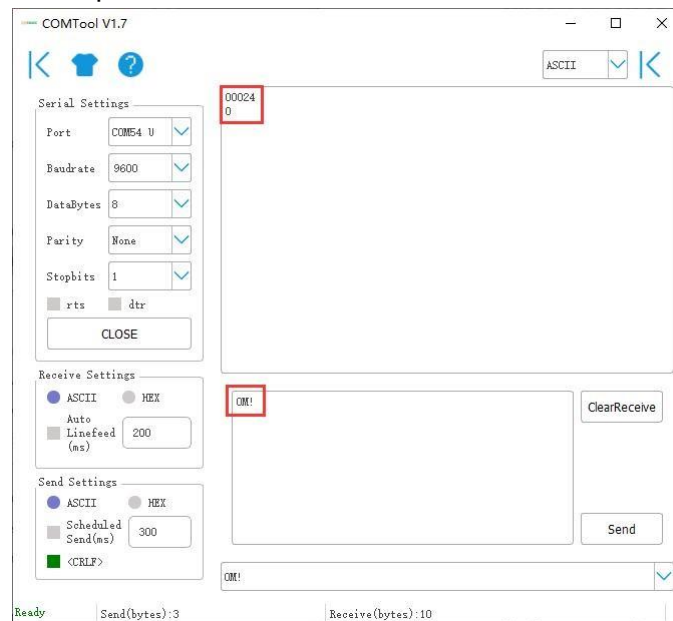 COMTool V1.7
ASCII
Serial Settings
Port COM54 U
Baudrate 9600
DataBytes 8
Parity None
Stopbits 1
rts dtr
CLOSE
Receive Settings
ASCII HEX
Auto
Linefeed
(ms)
200
Send Settings
ASCII HEX
Scheduled
Send(ms)
300
<CRLF>
00024
0
0M!
ClearReceive
Send
0M!
Ready Send(bytes):3 Receive(bytes):10